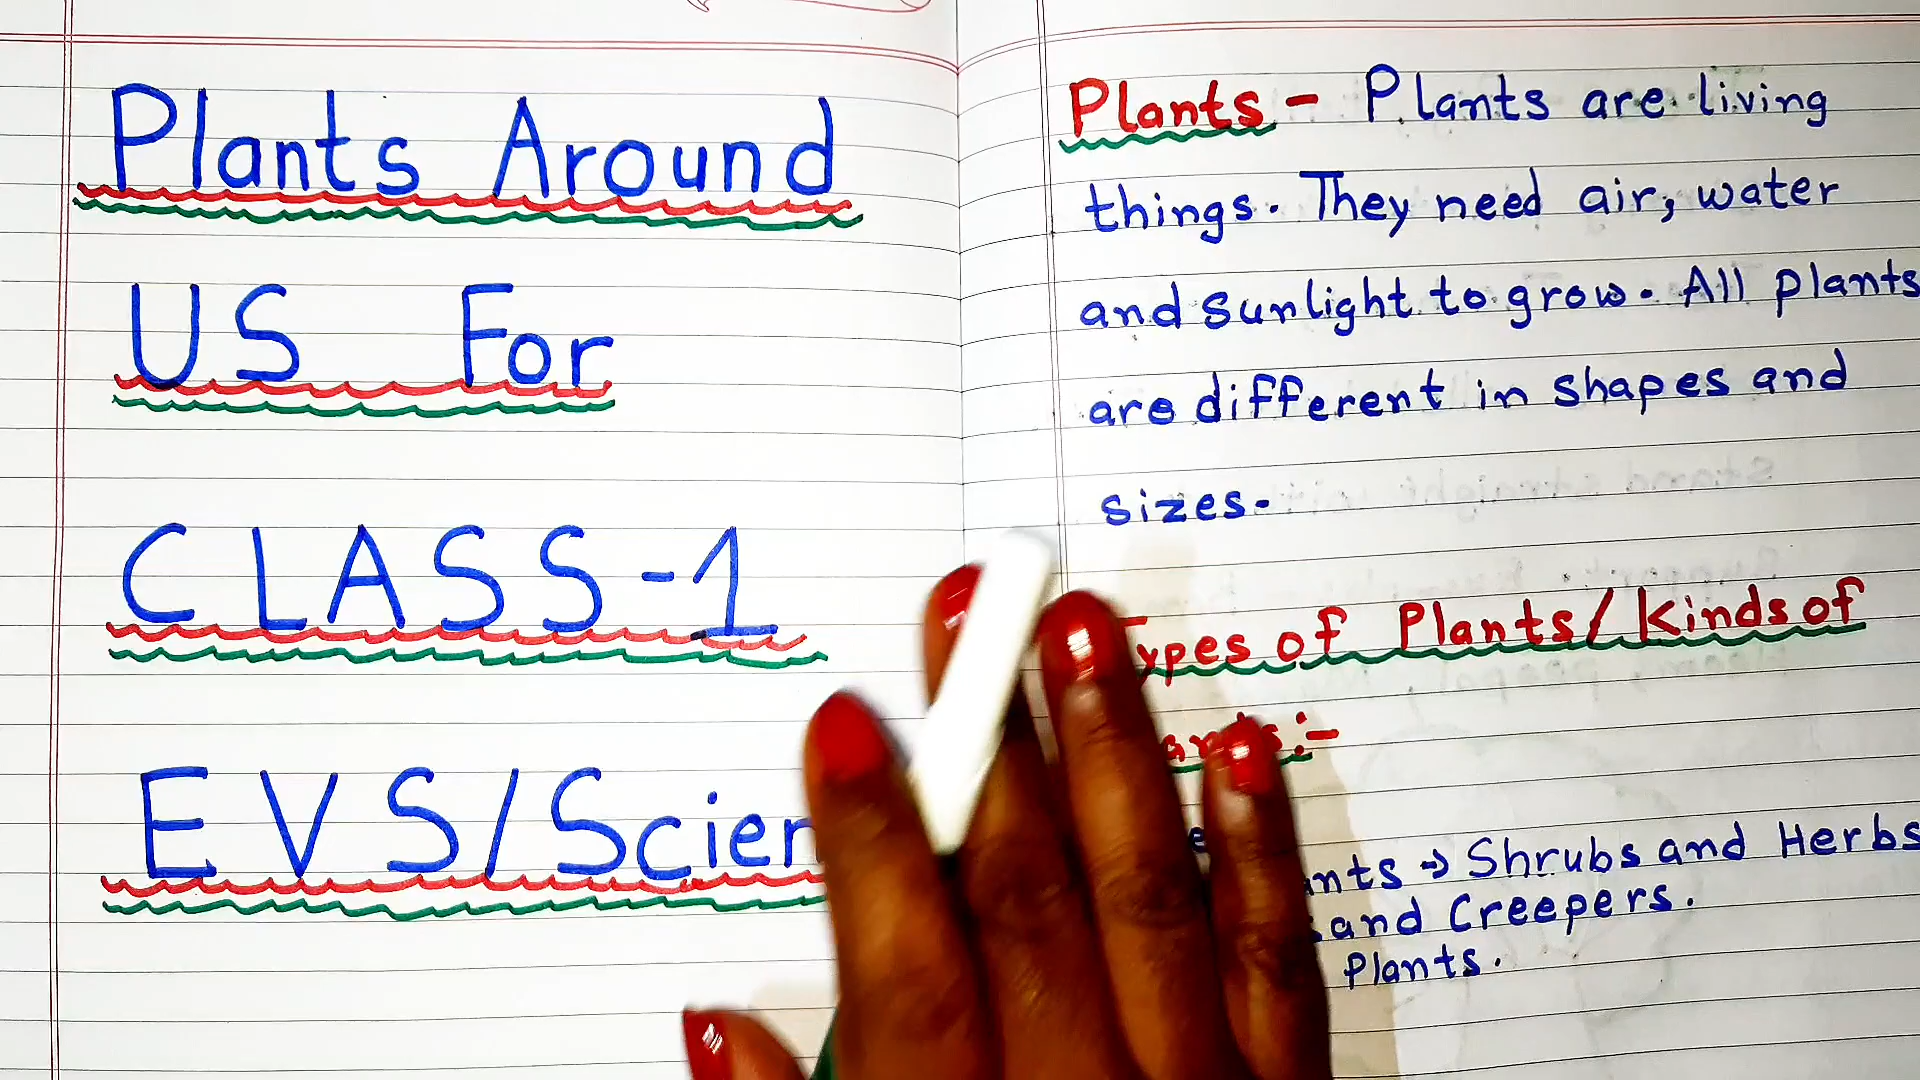 Plants Around
US For
CLASS-1
EVS/Scien
Plants - Plants are living
things. They need air, water
and sunlight to grow. All plants
are different in shapes and
sizes.
Types of Plants/Kinds of
:-
→ Shrubs and Herbs
and Creepers.
Plants.